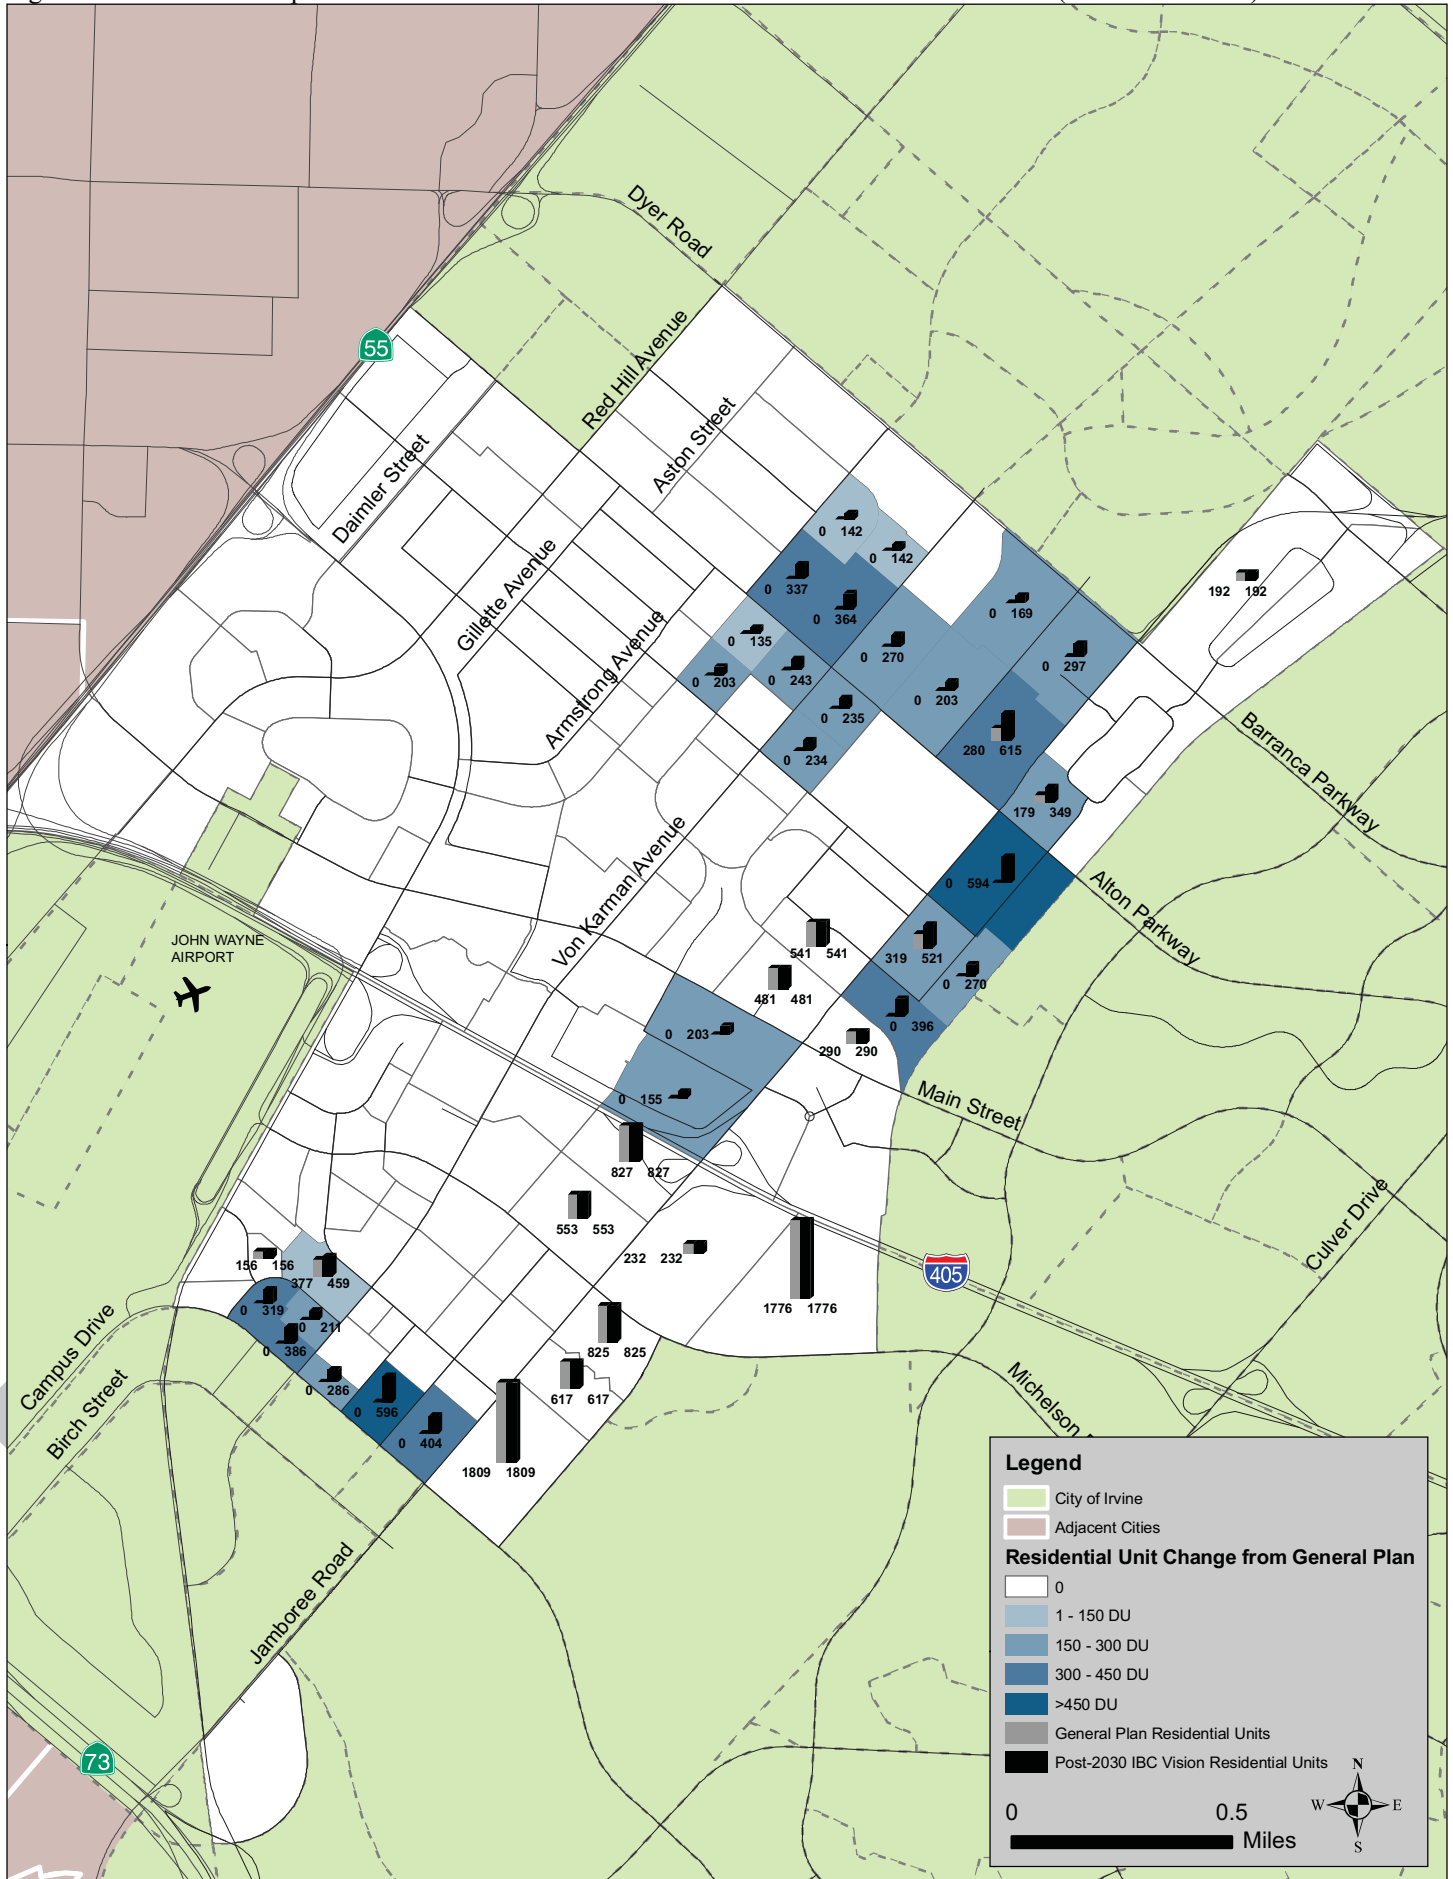 Dyer Road
55
Red Hill Avenue
Aston Street
Daimler Street
0 142
0 142
Gillette Avenue
0 337
192 192
0 364
0 169
Armstrong Avenue
0 135
0 270
0 297
0 203
0 243
0 203
0 235
Barranca Parkway
0 234
280 615
179 349
Von Karman Avenue
0 594
Alton Parkway
JOHN WAYNE
AIRPORT
541 541
319 521
481 481
0 270
0 203
0 396
290 290
Main Street
0 155
827 827
553 553
Culver Drive
232 232
156 156
377 459
405
1776 1776
0 319
0 211
Campus Drive
0 386
825 825
Birch Street
0 286
617 617
Michelson
0 596
0 404
1809 1809
Jamboree Road
73
Legend
City of Irvine
Adjacent Cities
Residential Unit Change from General Plan
0
1 - 150 DU
150 - 300 DU
300 - 450 DU
>450 DU
General Plan Residential Units
Post-2030 IBC Vision Residential Units
N
W E
S
0 0.5
Miles